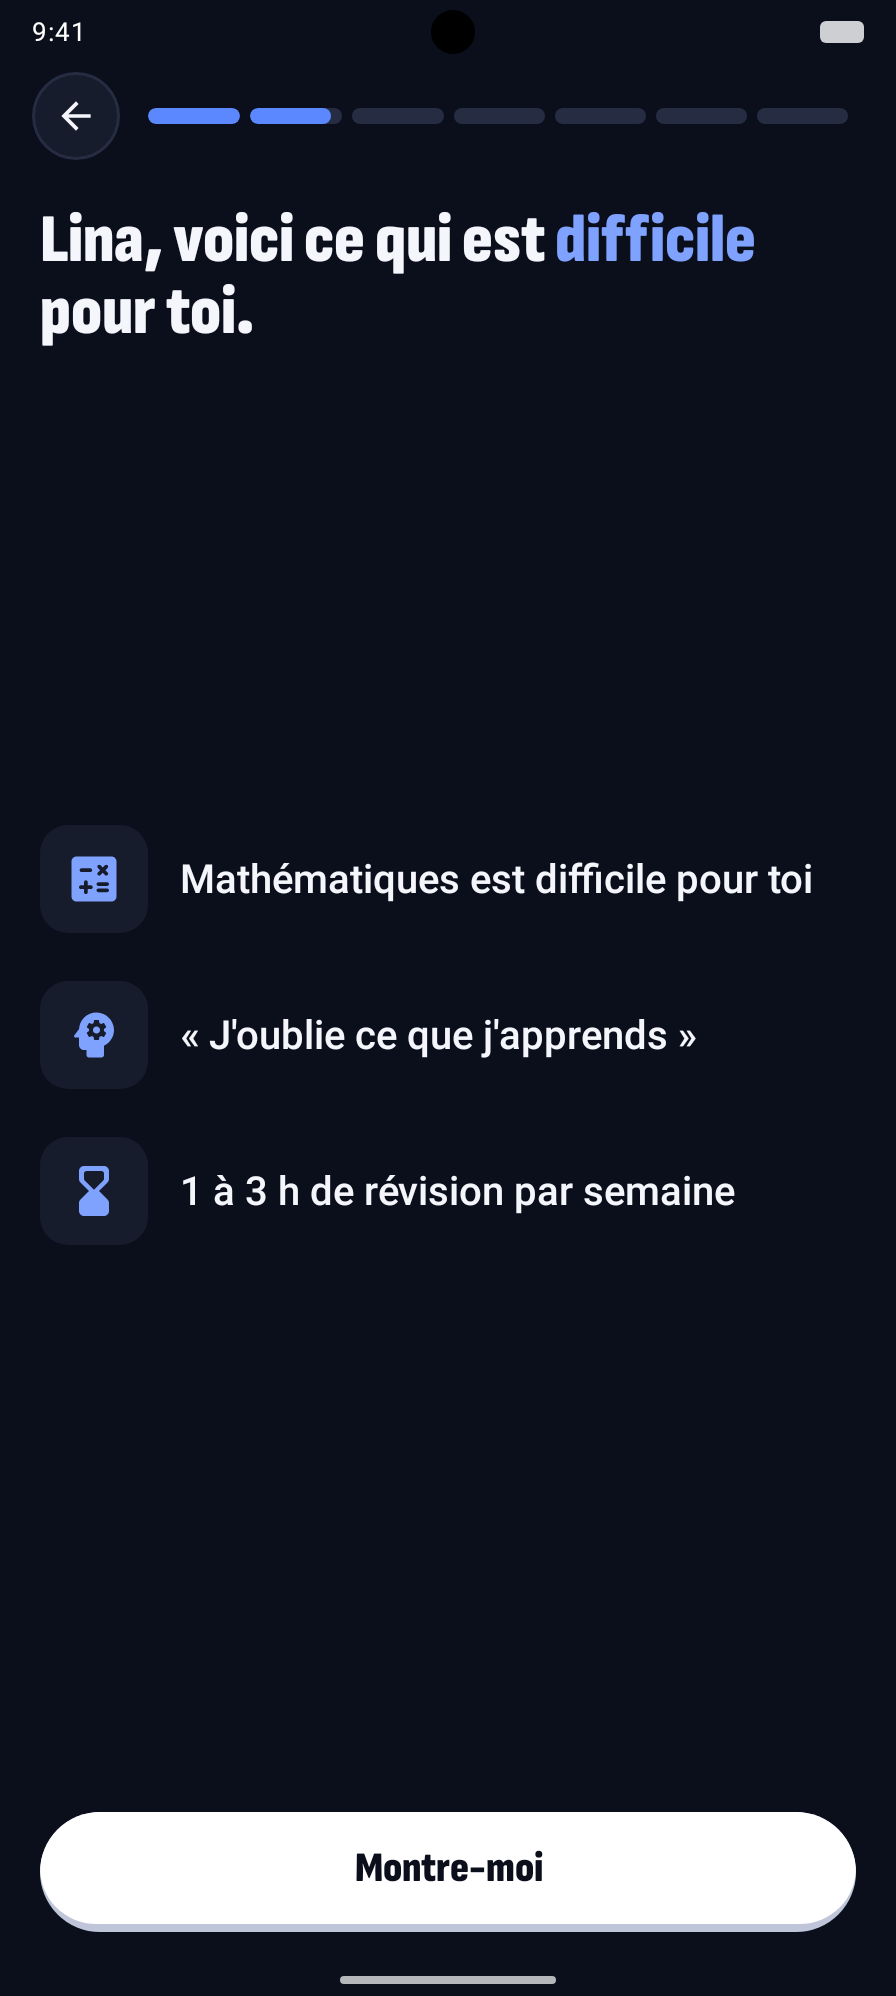 9:41
Lina, voici ce qui est difficile
pour toi.
Mathématiques est difficile pour toi
« J'oublie ce que j'apprends »
1 à 3 h de révision par semaine
Montre-moi